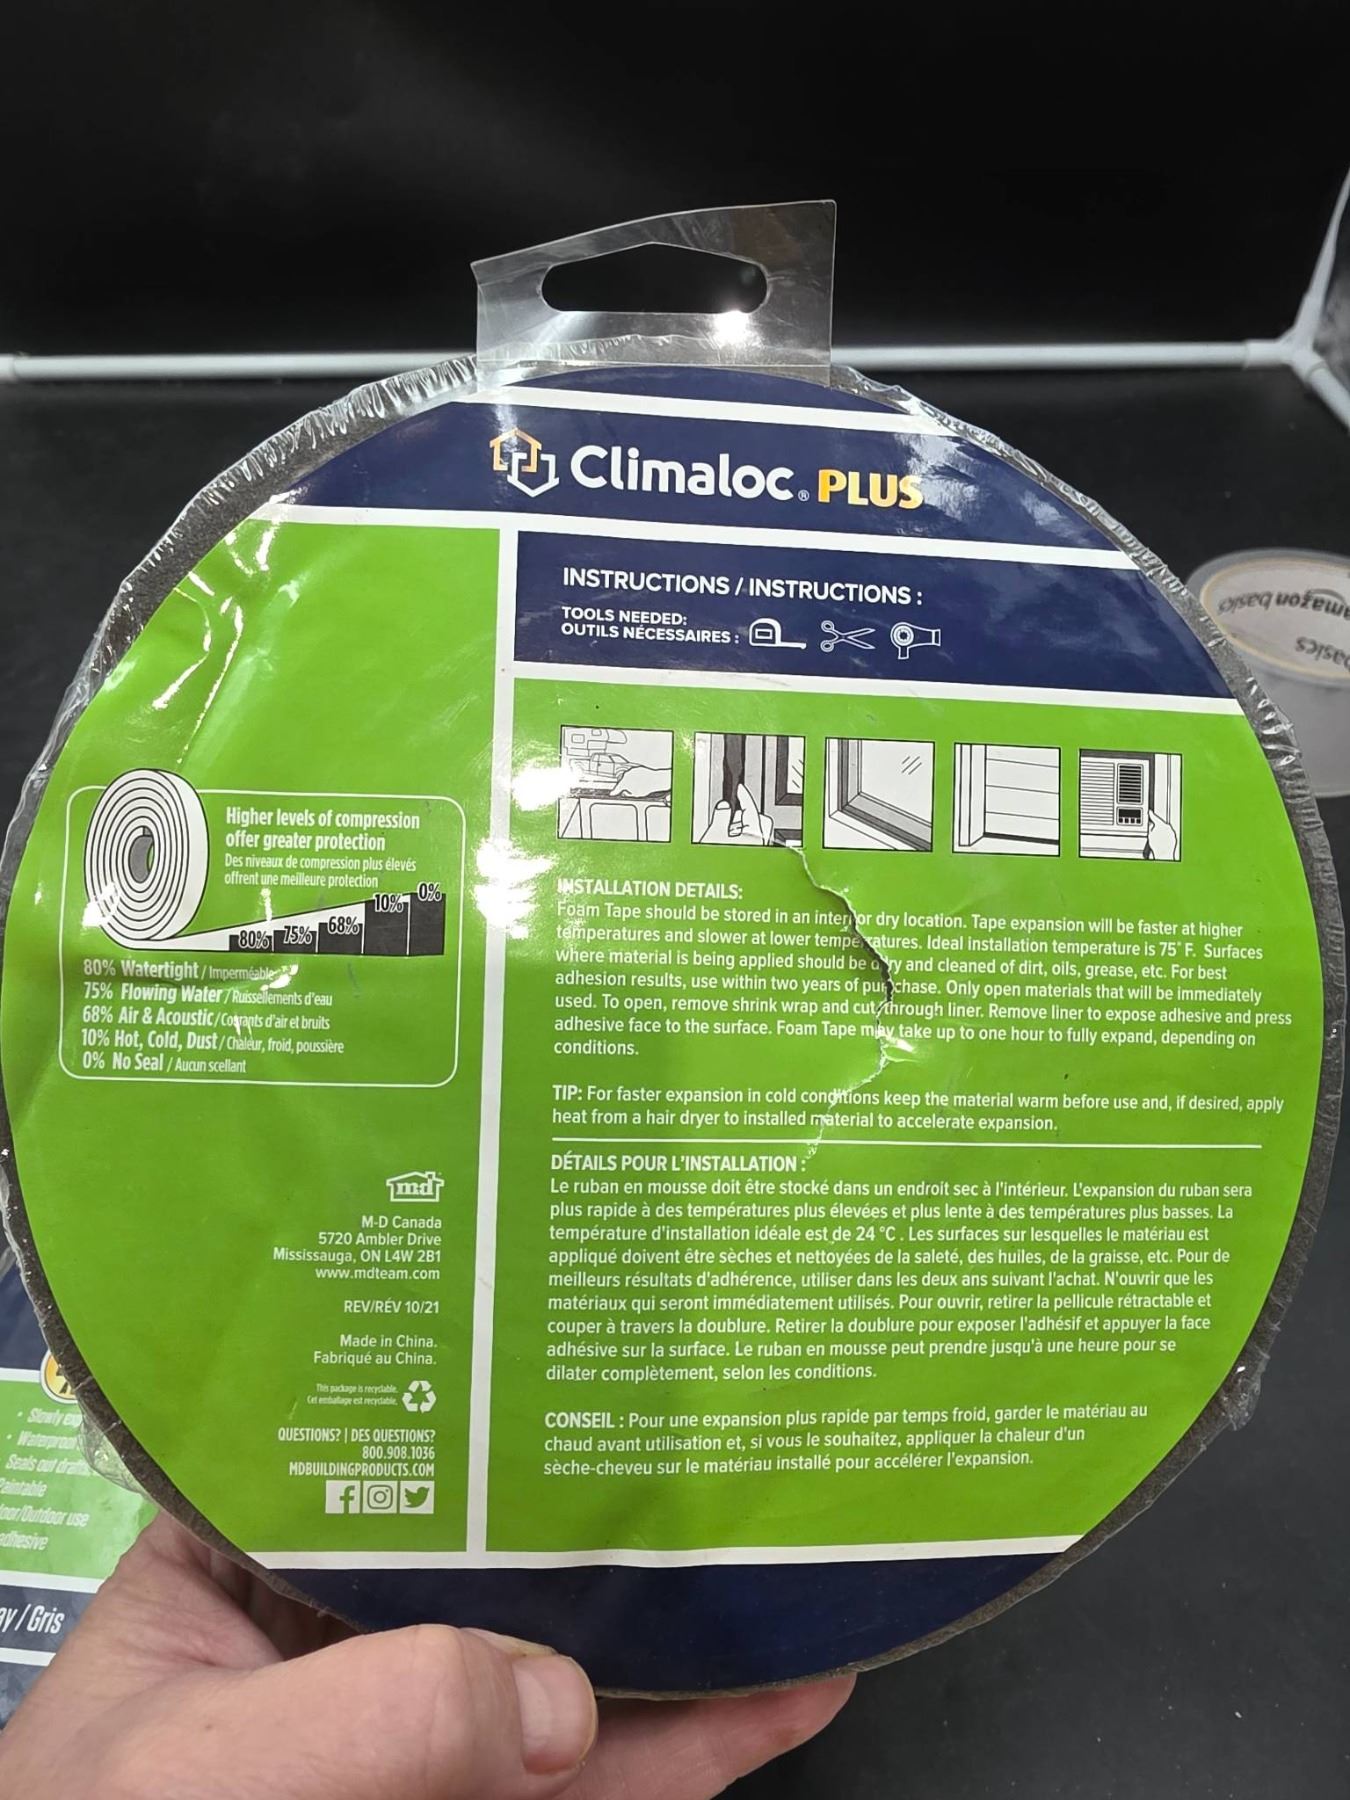 Climaloc® PLUS
INSTRUCTIONS / INSTRUCTIONS :
TOOLS NEEDED:
OUTILS NÉCESSAIRES :
Higher levels of compression
offer greater protection
Des niveaux de compression plus élevés
offrent une meilleure protection
80% 75% 68% 10% 0%
80% Watertight / Imperméable
75% Flowing Water / Ruissellements d'eau
68% Air & Acoustic / Courants d'air et bruits
10% Hot, Cold, Dust / Chaleur, froid, poussière
0% No Seal / Aucun scellant
md
M-D Canada
5720 Ambler Drive
Mississauga, ON L4W 2B1
www.mdteam.com
REV/RÉV 10/21
Made in China.
Fabriqué au China.
This package is recyclable.
Cet emballage est recyclable.
QUESTIONS? | DES QUESTIONS?
800.908.1036
MDBUILDINGPRODUCTS.COM
INSTALLATION DETAILS:
Foam Tape should be stored in an interior or dry location. Tape expansion will be faster at higher
temperatures and slower at lower temperatures. Ideal installation temperature is 75° F. Surfaces
where material is being applied should be dry and cleaned of dirt, oils, grease, etc. For best
adhesion results, use within two years of purchase. Only open materials that will be immediately
used. To open, remove shrink wrap and cut through liner. Remove liner to expose adhesive and press
adhesive face to the surface. Foam Tape may take up to one hour to fully expand, depending on
conditions.
TIP: For faster expansion in cold conditions keep the material warm before use and, if desired, apply
heat from a hair dryer to installed material to accelerate expansion.
DÉTAILS POUR L'INSTALLATION :
Le ruban en mousse doit être stocké dans un endroit sec à l'intérieur. L'expansion du ruban sera
plus rapide à des températures plus élevées et plus lente à des températures plus basses. La
température d'installation idéale est de 24 °C . Les surfaces sur lesquelles le matériau est
appliqué doivent être sèches et nettoyées de la saleté, des huiles, de la graisse, etc. Pour de
meilleurs résultats d'adhérence, utiliser dans les deux ans suivant l'achat. N'ouvrir que les
matériaux qui seront immédiatement utilisés. Pour ouvrir, retirer la pellicule rétractable et
couper à travers la doublure. Retirer la doublure pour exposer l'adhésif et appuyer la face
adhésive sur la surface. Le ruban en mousse peut prendre jusqu'à une heure pour se
dilater complètement, selon les conditions.
CONSEIL : Pour une expansion plus rapide par temps froid, garder le matériau au
chaud avant utilisation et, si vous le souhaitez, appliquer la chaleur d'un
sèche-cheveu sur le matériau installé pour accélérer l'expansion.
amazon basics
basics
Slowly
Waterproof
Seals out
Paintable
/Outdoor use
adhesive
/ Gris